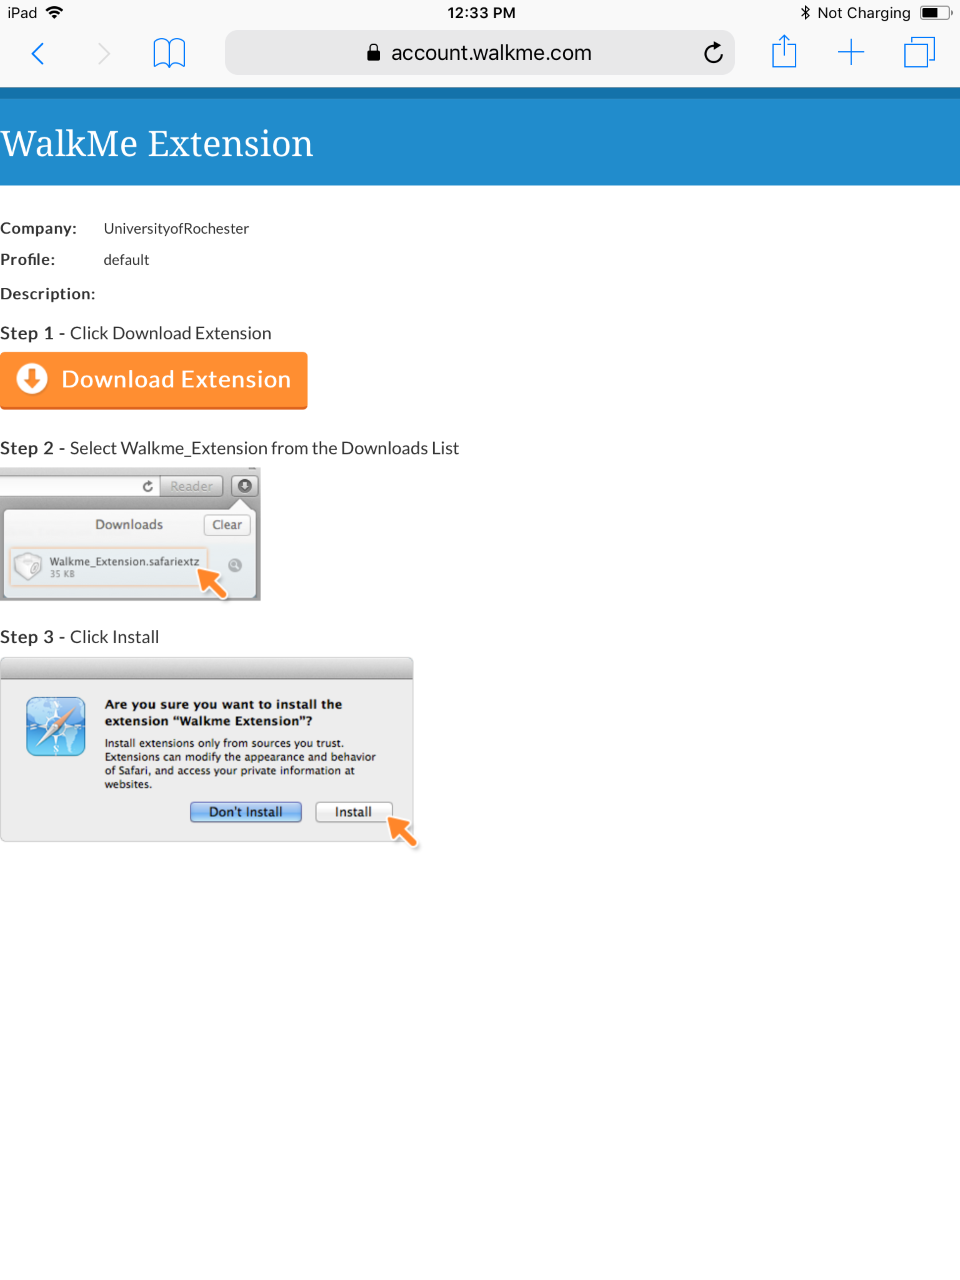 iPad 12:33 PM Not Charging
account.walkme.com
WalkMe Extension
Company: UniversityofRochester
Profile: default
Description:
Step 1 - Click Download Extension
Download Extension
Step 2 - Select Walkme_Extension from the Downloads List
Reader
Downloads Clear
Walkme_Extension.safariextz
35 KB
Step 3 - Click Install
Are you sure you want to install the
extension “Walkme Extension”?
Install extensions only from sources you trust.
Extensions can modify the appearance and behavior
of Safari, and access your private information at
websites.
Don't Install Install